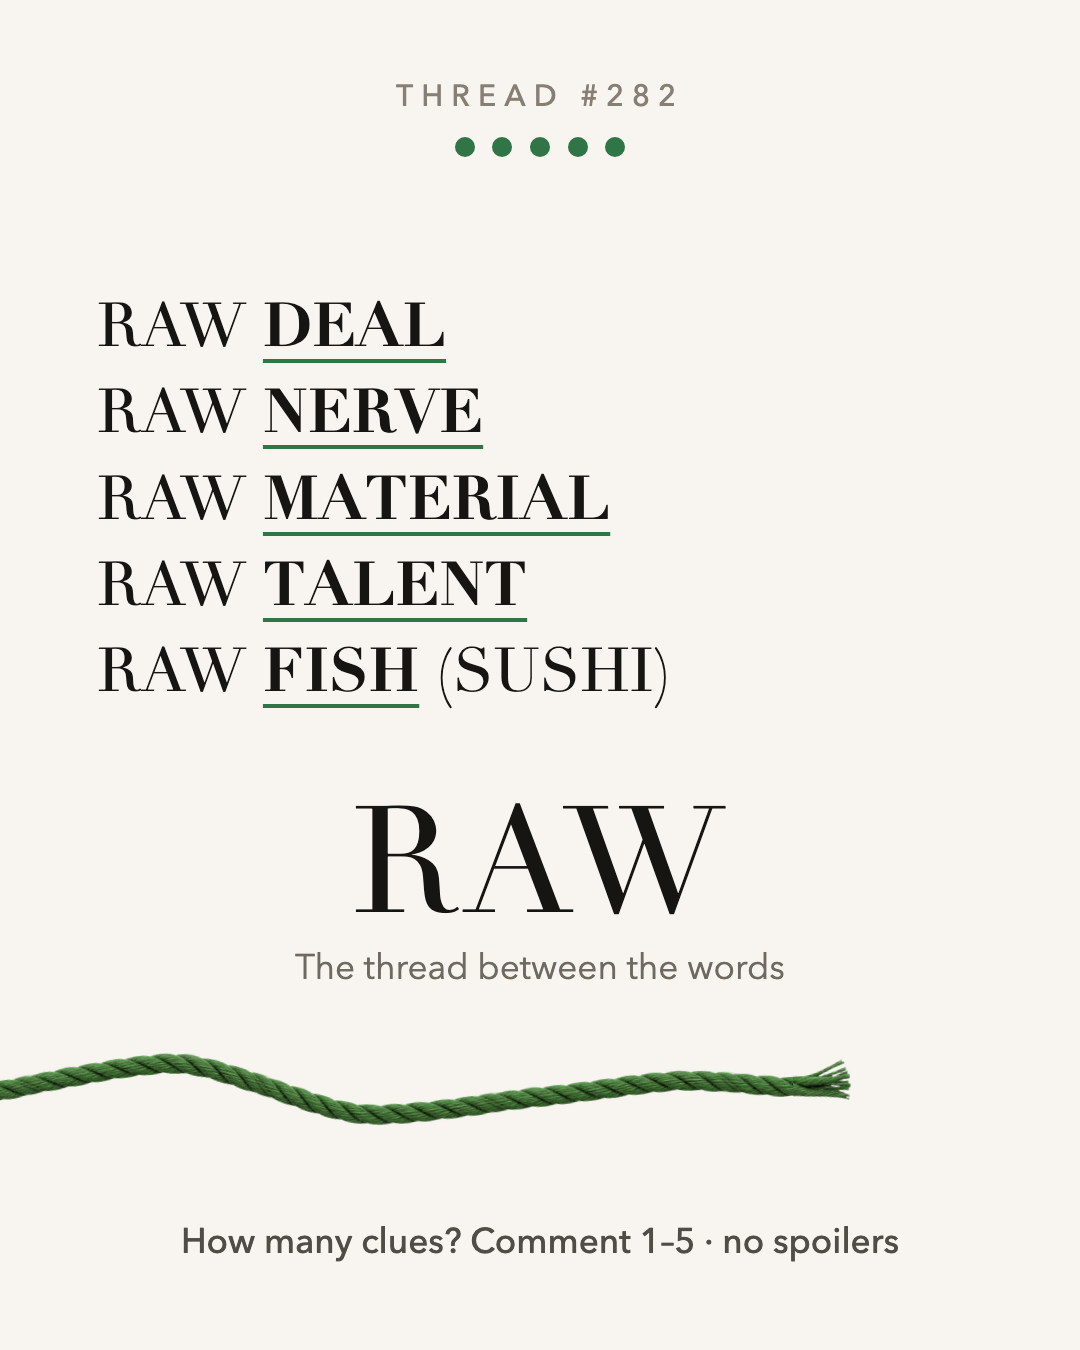 THREAD #282
RAW DEAL
RAW NERVE
RAW MATERIAL
RAW TALENT
RAW FISH (SUSHI)
RAW
The thread between the words
How many clues? Comment 1–5 · no spoilers